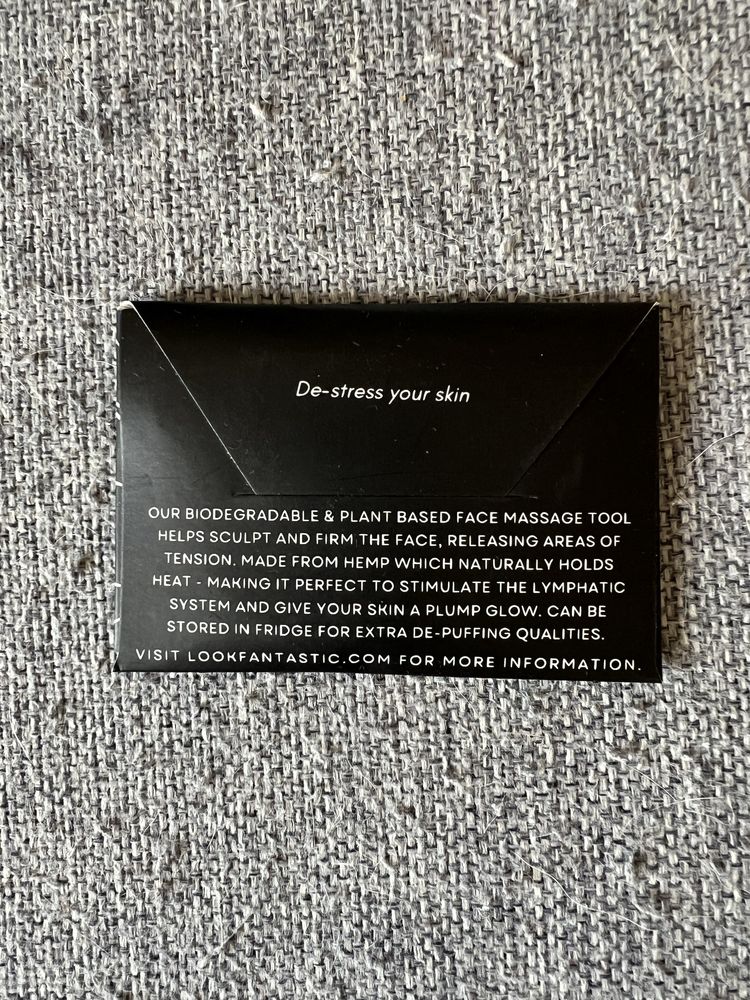 De-stress your skin
OUR BIODEGRADABLE & PLANT BASED FACE MASSAGE TOOL
HELPS SCULPT AND FIRM THE FACE, RELEASING AREAS OF
TENSION. MADE FROM HEMP WHICH NATURALLY HOLDS
HEAT - MAKING IT PERFECT TO STIMULATE THE LYMPHATIC
SYSTEM AND GIVE YOUR SKIN A PLUMP GLOW. CAN BE
STORED IN FRIDGE FOR EXTRA DE-PUFFING QUALITIES.
VISIT LOOKFANTASTIC.COM FOR MORE INFORMATION.